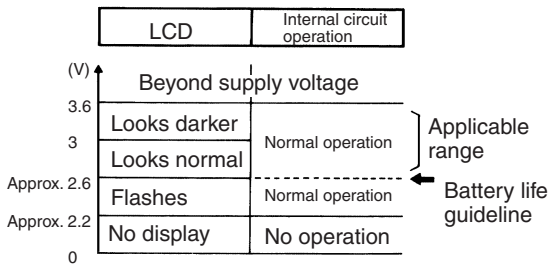 LCD
Internal circuit
operation
(V)
Beyond supply voltage
3.6
Looks darker
Normal operation
Applicable
range
3
Looks normal
Approx. 2.6
Battery life
guideline
Flashes
Normal operation
Approx. 2.2
No display
No operation
0